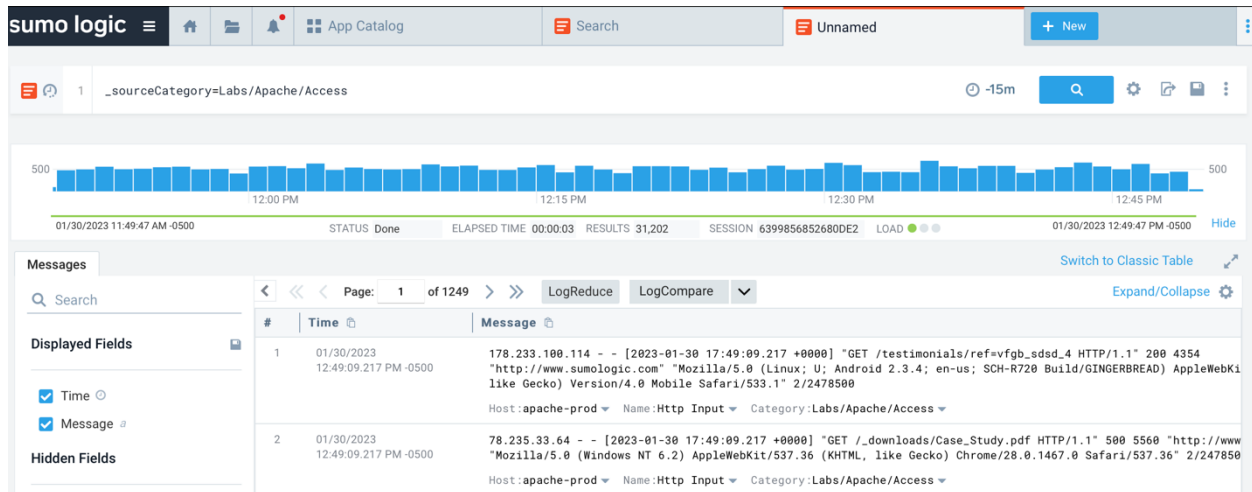 sumo logic
App Catalog
Search
Unnamed
+ New
1 _sourceCategory=Labs/Apache/Access
-15m
500
500
12:00 PM 12:15 PM 12:30 PM 12:45 PM
01/30/2023 11:49:47 AM -0500
STATUS Done ELAPSED TIME 00:00:03 RESULTS 31,202 SESSION 6399856852680DE2 LOAD
01/30/2023 12:49:47 PM -0500
Hide
Messages
Switch to Classic Table
Search
Page: 1 of 1249 LogReduce LogCompare
Expand/Collapse
# Time Message
Displayed Fields
Time
Message a
Hidden Fields
1 01/30/2023
12:49:09.217 PM -0500
178.233.100.114 - - [2023-01-30 17:49:09.217 +0000] "GET /testimonials/ref=vfgb_sdsd_4 HTTP/1.1" 200 4354
"http://www.sumologic.com" "Mozilla/5.0 (Linux; U; Android 2.3.4; en-us; SCH-R720 Build/GINGERBREAD) AppleWebKi
like Gecko) Version/4.0 Mobile Safari/533.1" 2/2478500
Host:apache-prod Name:Http Input Category:Labs/Apache/Access
2 01/30/2023
12:49:09.217 PM -0500
78.235.33.64 - - [2023-01-30 17:49:09.217 +0000] "GET /_downloads/Case_Study.pdf HTTP/1.1" 500 5560 "http://www
"Mozilla/5.0 (Windows NT 6.2) AppleWebKit/537.36 (KHTML, like Gecko) Chrome/28.0.1467.0 Safari/537.36" 2/247850
Host:apache-prod Name:Http Input Category:Labs/Apache/Access